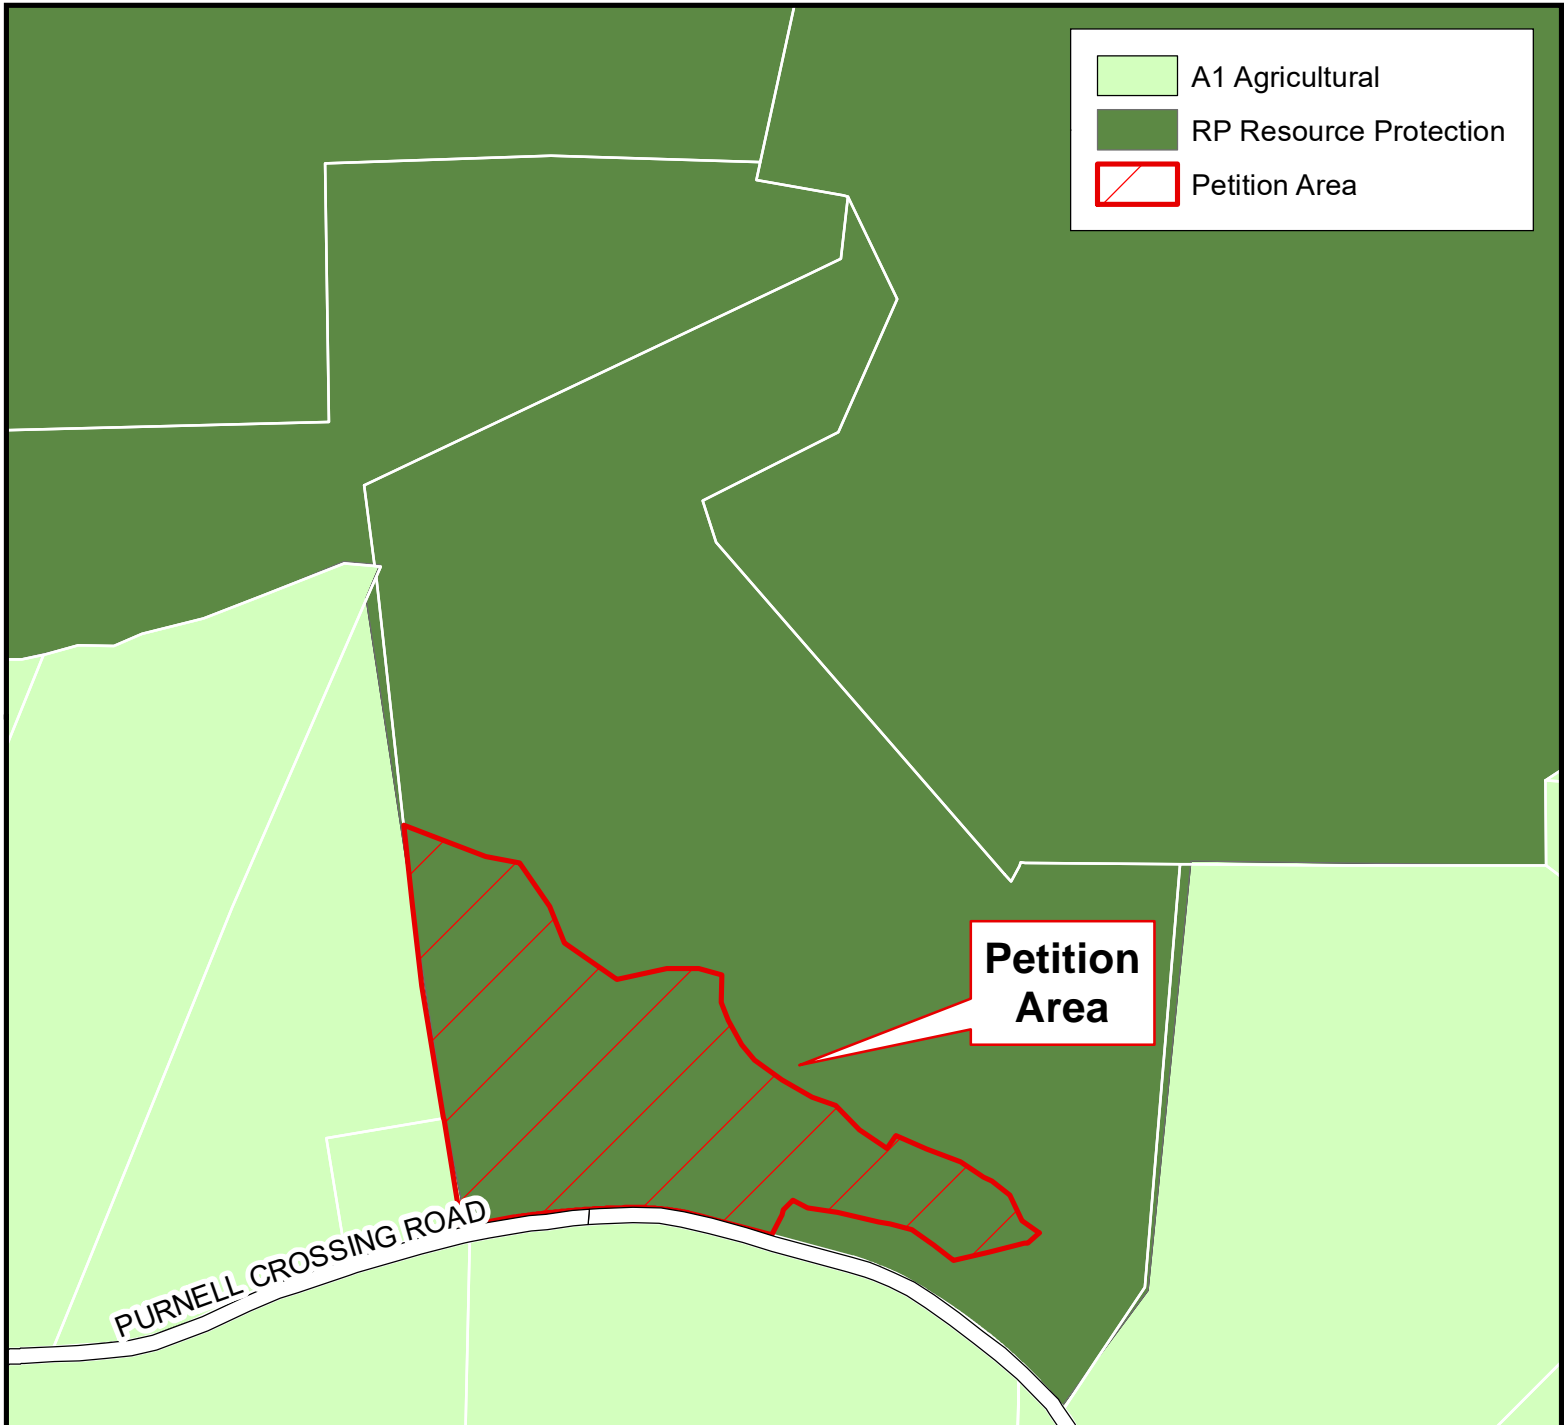 A1 Agricultural
RP Resource Protection
Petition Area
Petition
Area
PURNELL CROSSING ROAD